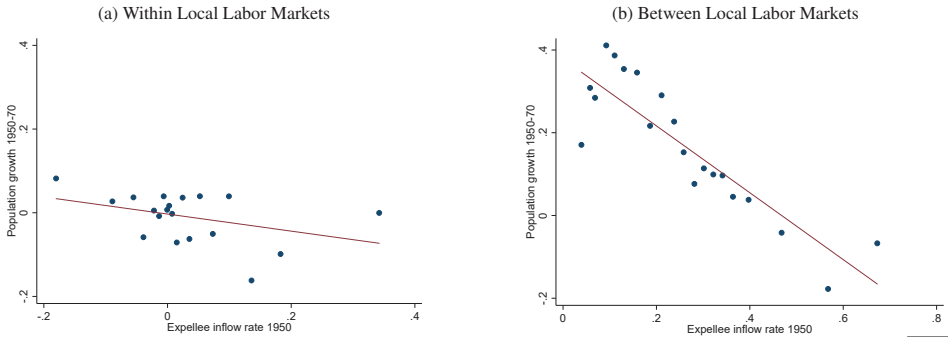 (a) Within Local Labor Markets
Population growth 1950-70
.4
.2
0
-.2
-.2
0
.2
.4
Expellee inflow rate 1950
(b) Between Local Labor Markets
Population growth 1950-70
.4
.2
0
-.2
0
.2
.4
.6
.8
Expellee inflow rate 1950